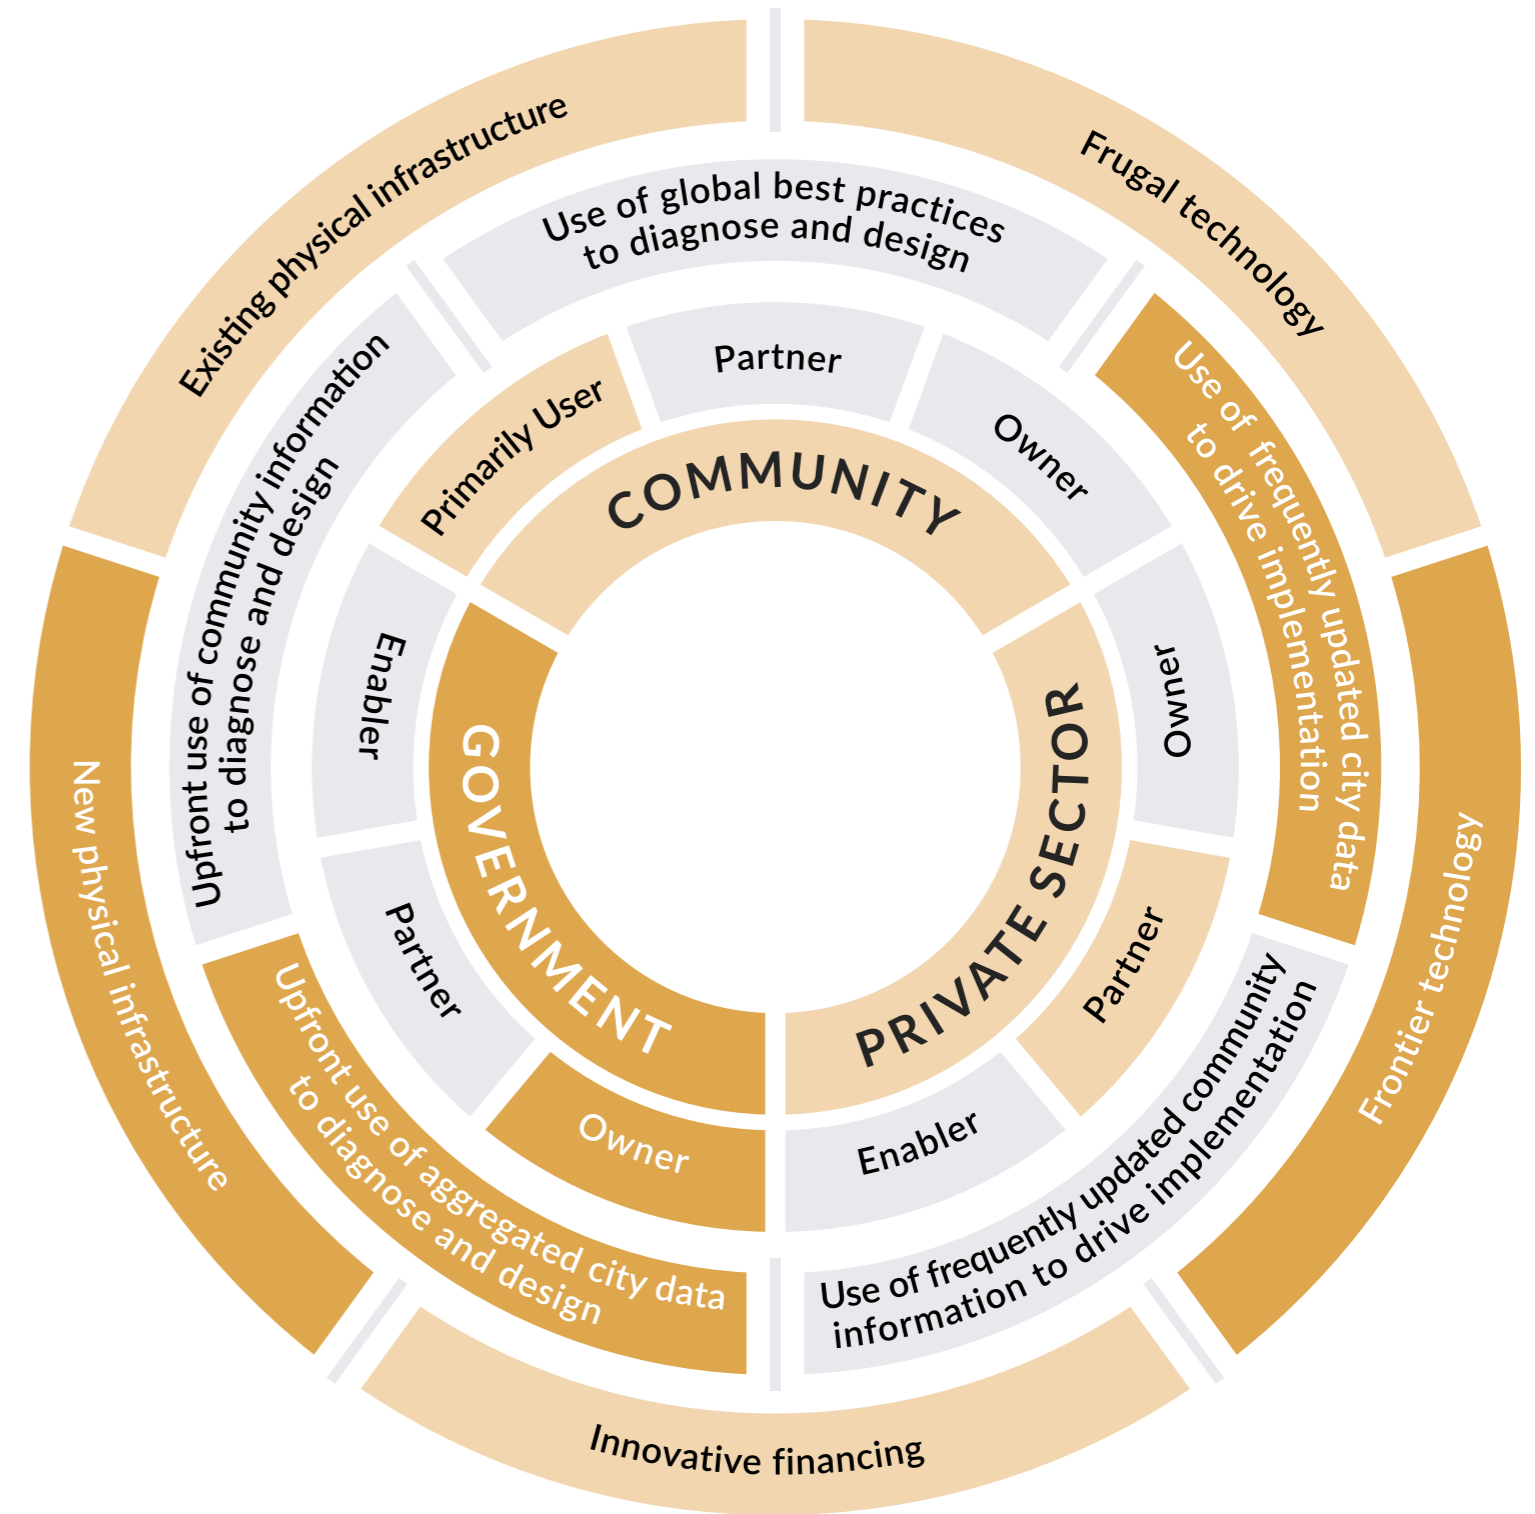 Existing physical infrastructure
Frugal technology
Frontier technology
Innovative financing
New physical infrastructure
Use of global best practices
to diagnose and design
Use of frequently updated city data
to drive implementation
Use of frequently updated community
information to drive implementation
Upfront use of aggregated city data
to diagnose and design
Upfront use of community information
to diagnose and design
Primarily User
Partner
Owner
Owner
Partner
Enabler
Owner
Partner
Enabler
COMMUNITY
PRIVATE SECTOR
GOVERNMENT